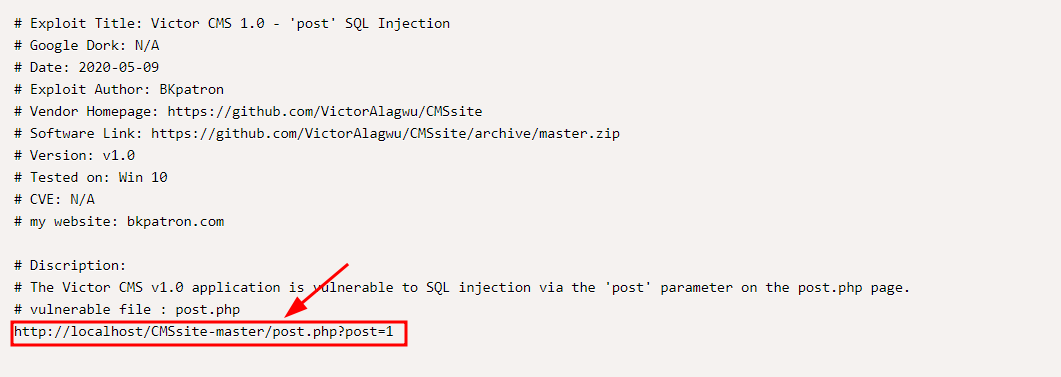 # Exploit Title: Victor CMS 1.0 - 'post' SQL Injection
# Google Dork: N/A
# Date: 2020-05-09
# Exploit Author: BKpatron
# Vendor Homepage: https://github.com/VictorAlagwu/CMSsite
# Software Link: https://github.com/VictorAlagwu/CMSsite/archive/master.zip
# Version: v1.0
# Tested on: Win 10
# CVE: N/A
# my website: bkpatron.com
# Discription:
# The Victor CMS v1.0 application is vulnerable to SQL injection via the 'post' parameter on the post.php page.
# vulnerable file : post.php
http://localhost/CMSsite-master/post.php?post=1